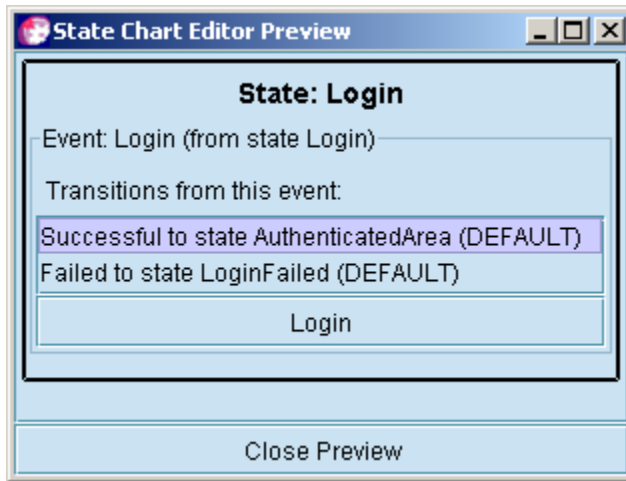 State Chart Editor Preview
State: Login
Event: Login (from state Login)
Transitions from this event:
Successful to state AuthenticatedArea (DEFAULT)
Failed to state LoginFailed (DEFAULT)
Login
Close Preview